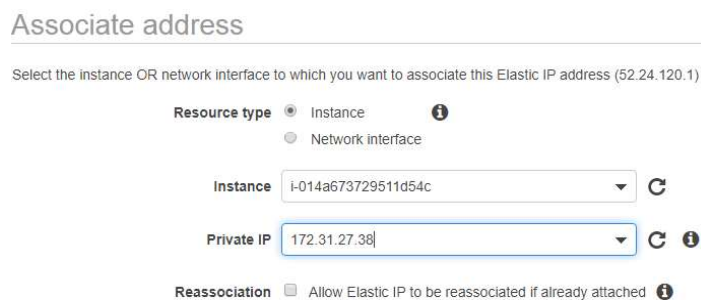 Associate address
Select the instance OR network interface to which you want to associate this Elastic IP address (52.24.120.1)
Resource type Instance
Network interface
Instance i-014a673729511d54c
Private IP 172.31.27.38
Reassociation Allow Elastic IP to be reassociated if already attached